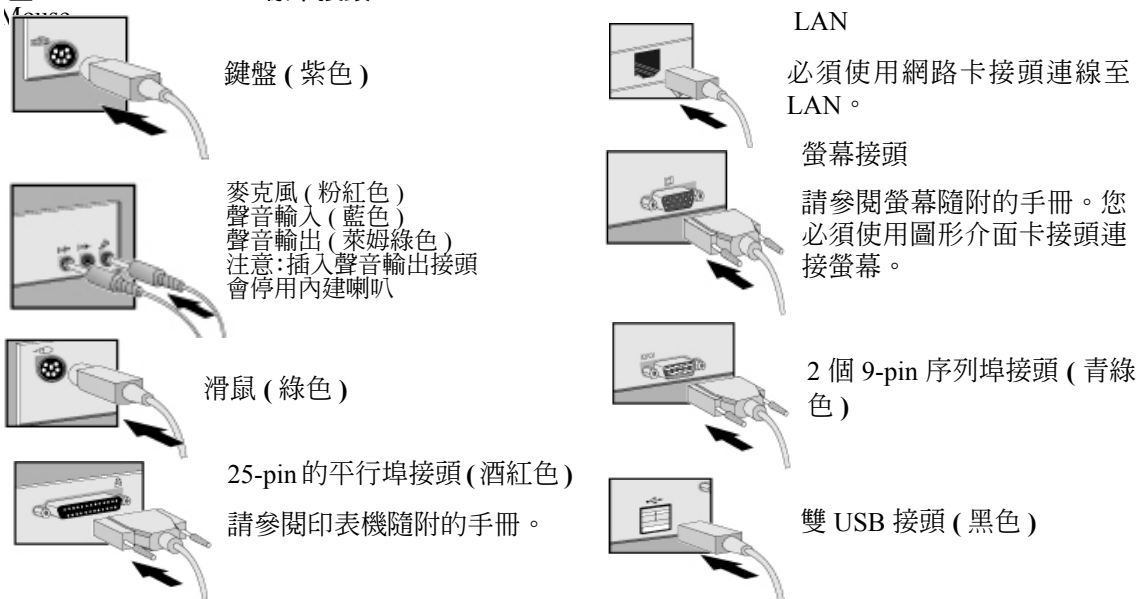 Mouse
鍵盤 ( 紫色 )
麥克風 ( 粉紅色 )
聲音輸入 ( 藍色 )
聲音輸出 ( 萊姆綠色 )
注意:插入聲音輸出接頭
會停用內建喇叭
滑鼠 ( 綠色 )
25-pin 的平行埠接頭 ( 酒紅色 )
請參閱印表機隨附的手冊。
LAN
必須使用網路卡接頭連線至
LAN。
螢幕接頭
請參閱螢幕隨附的手冊。您
必須使用圖形介面卡接頭連
接螢幕。
2 個 9-pin 序列埠接頭 ( 青綠
色 )
雙 USB 接頭 ( 黑色 )